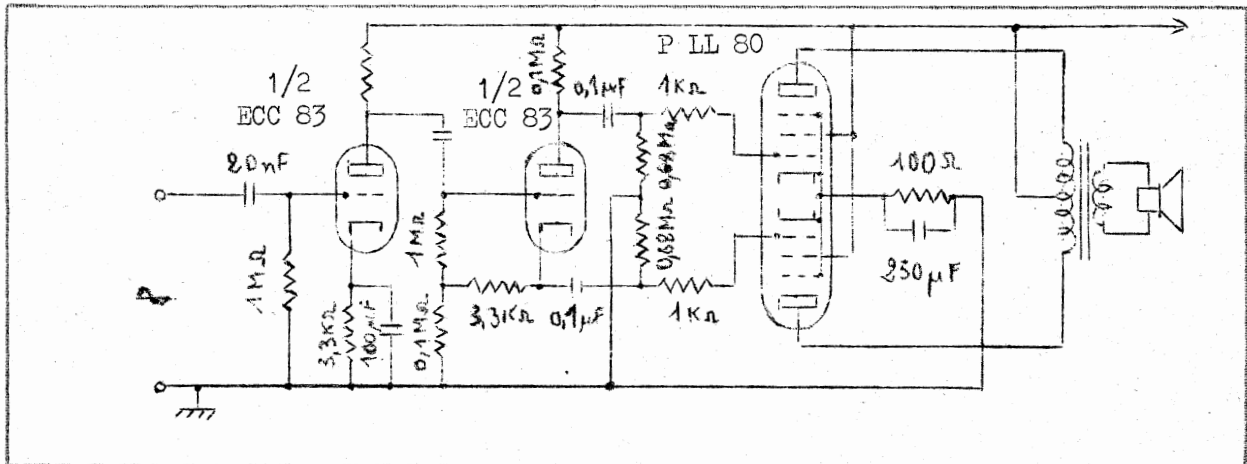 P LL 80
1/2
ECC 83
1/2
ECC 83
0,1MΩ
0,1µF
1KΩ
20nF
100Ω
0,68MΩ
0,68MΩ
1MΩ
1MΩ
250µF
3,3KΩ
0,1µF
1KΩ
3,3KΩ
100µF
0,1MΩ